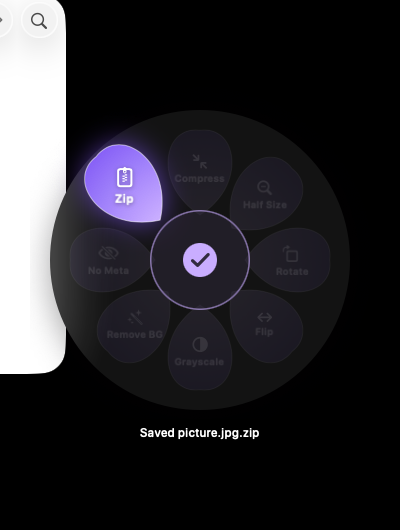 Compress
Zip
Half Size
No Meta
Rotate
Remove BG
Flip
Grayscale
Saved picture.jpg.zip